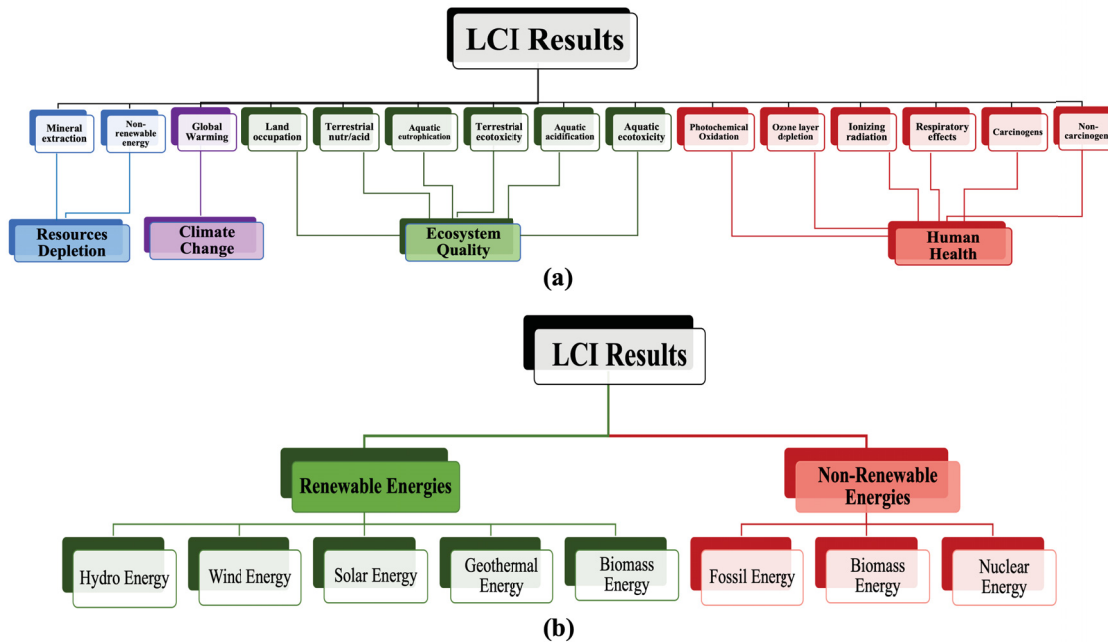 LCI Results
Mineral
extraction
Non-
renewable
energy
Global
Warming
Land
occupation
Terrestrial
nutr/acid
Aquatic
eutrophication
Terrestrial
ecotoxicity
Aquatic
acidification
Aquatic
ecotoxicity
Photochemical
Oxidation
Ozone layer
depletion
Ionizing
radiation
Respiratory
effects
Carcinogens
Non-
carcinogens
Resources
Depletion
Climate
Change
Ecosystem
Quality
Human
Health
(a)
LCI Results
Renewable Energies
Non-Renewable
Energies
Hydro Energy
Wind Energy
Solar Energy
Geothermal
Energy
Biomass
Energy
Fossil Energy
Biomass
Energy
Nuclear
Energy
(b)